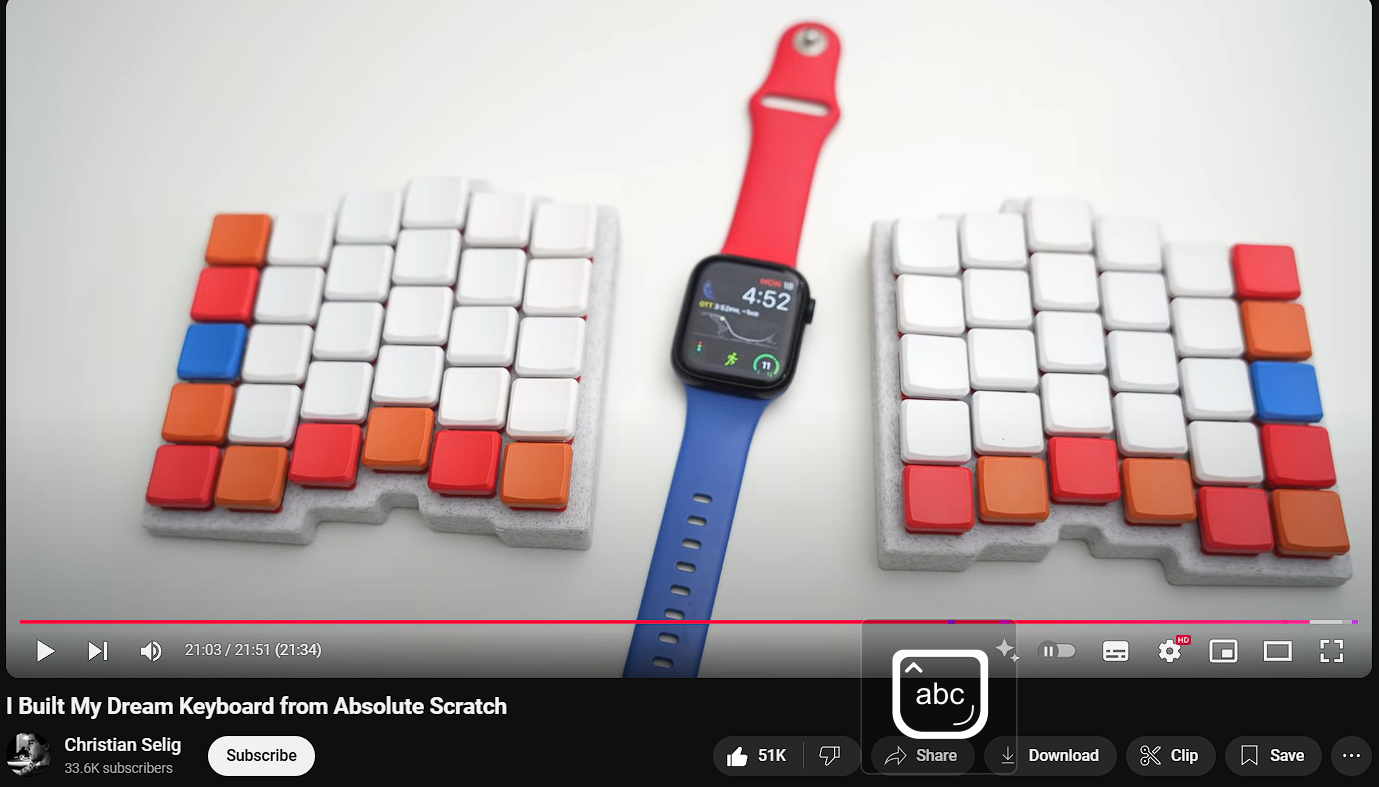 MON 18
4:52
11
21:03 / 21:51 (21:34)
HD
abc
I Built My Dream Keyboard from Absolute Scratch
Christian Selig
33.6K subscribers
Subscribe
51K
Share
Download
Clip
Save